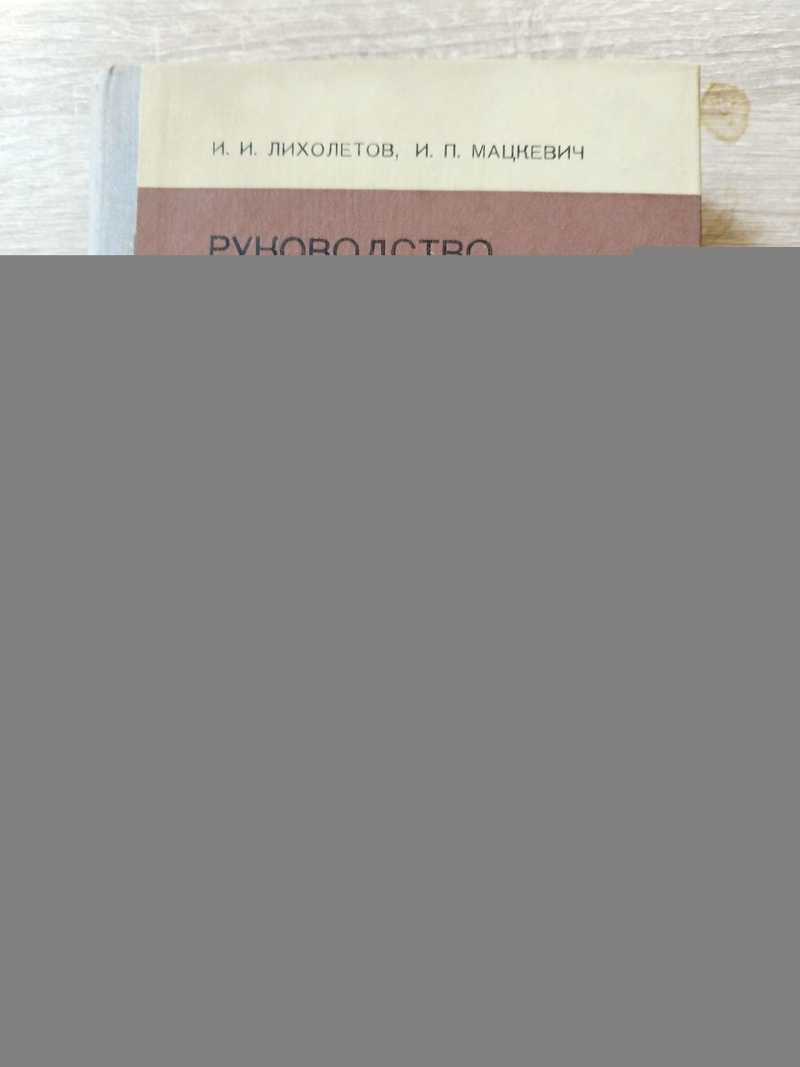 И. И. ЛИХОЛЕТОВ, И. П. МАЦКЕВИЧ
РУКОВОДСТВО